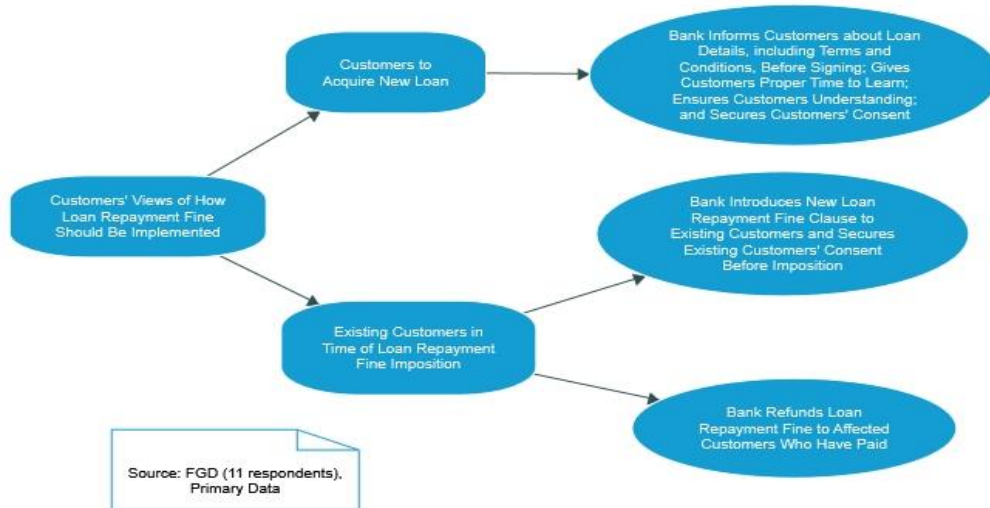 Customers to
Acquire New Loan
Bank Informs Customers about Loan
Details, including Terms and
Conditions, Before Signing; Gives
Customers Proper Time to Learn;
Ensures Customers Understanding;
and Secures Customers' Consent
Customers' Views of How
Loan Repayment Fine
Should Be Implemented
Bank Introduces New Loan
Repayment Fine Clause to
Existing Customers and Secures
Existing Customers' Consent
Before Imposition
Existing Customers in
Time of Loan Repayment
Fine Imposition
Bank Refunds Loan
Repayment Fine to Affected
Customers Who Have Paid
Source: FGD (11 respondents),
Primary Data